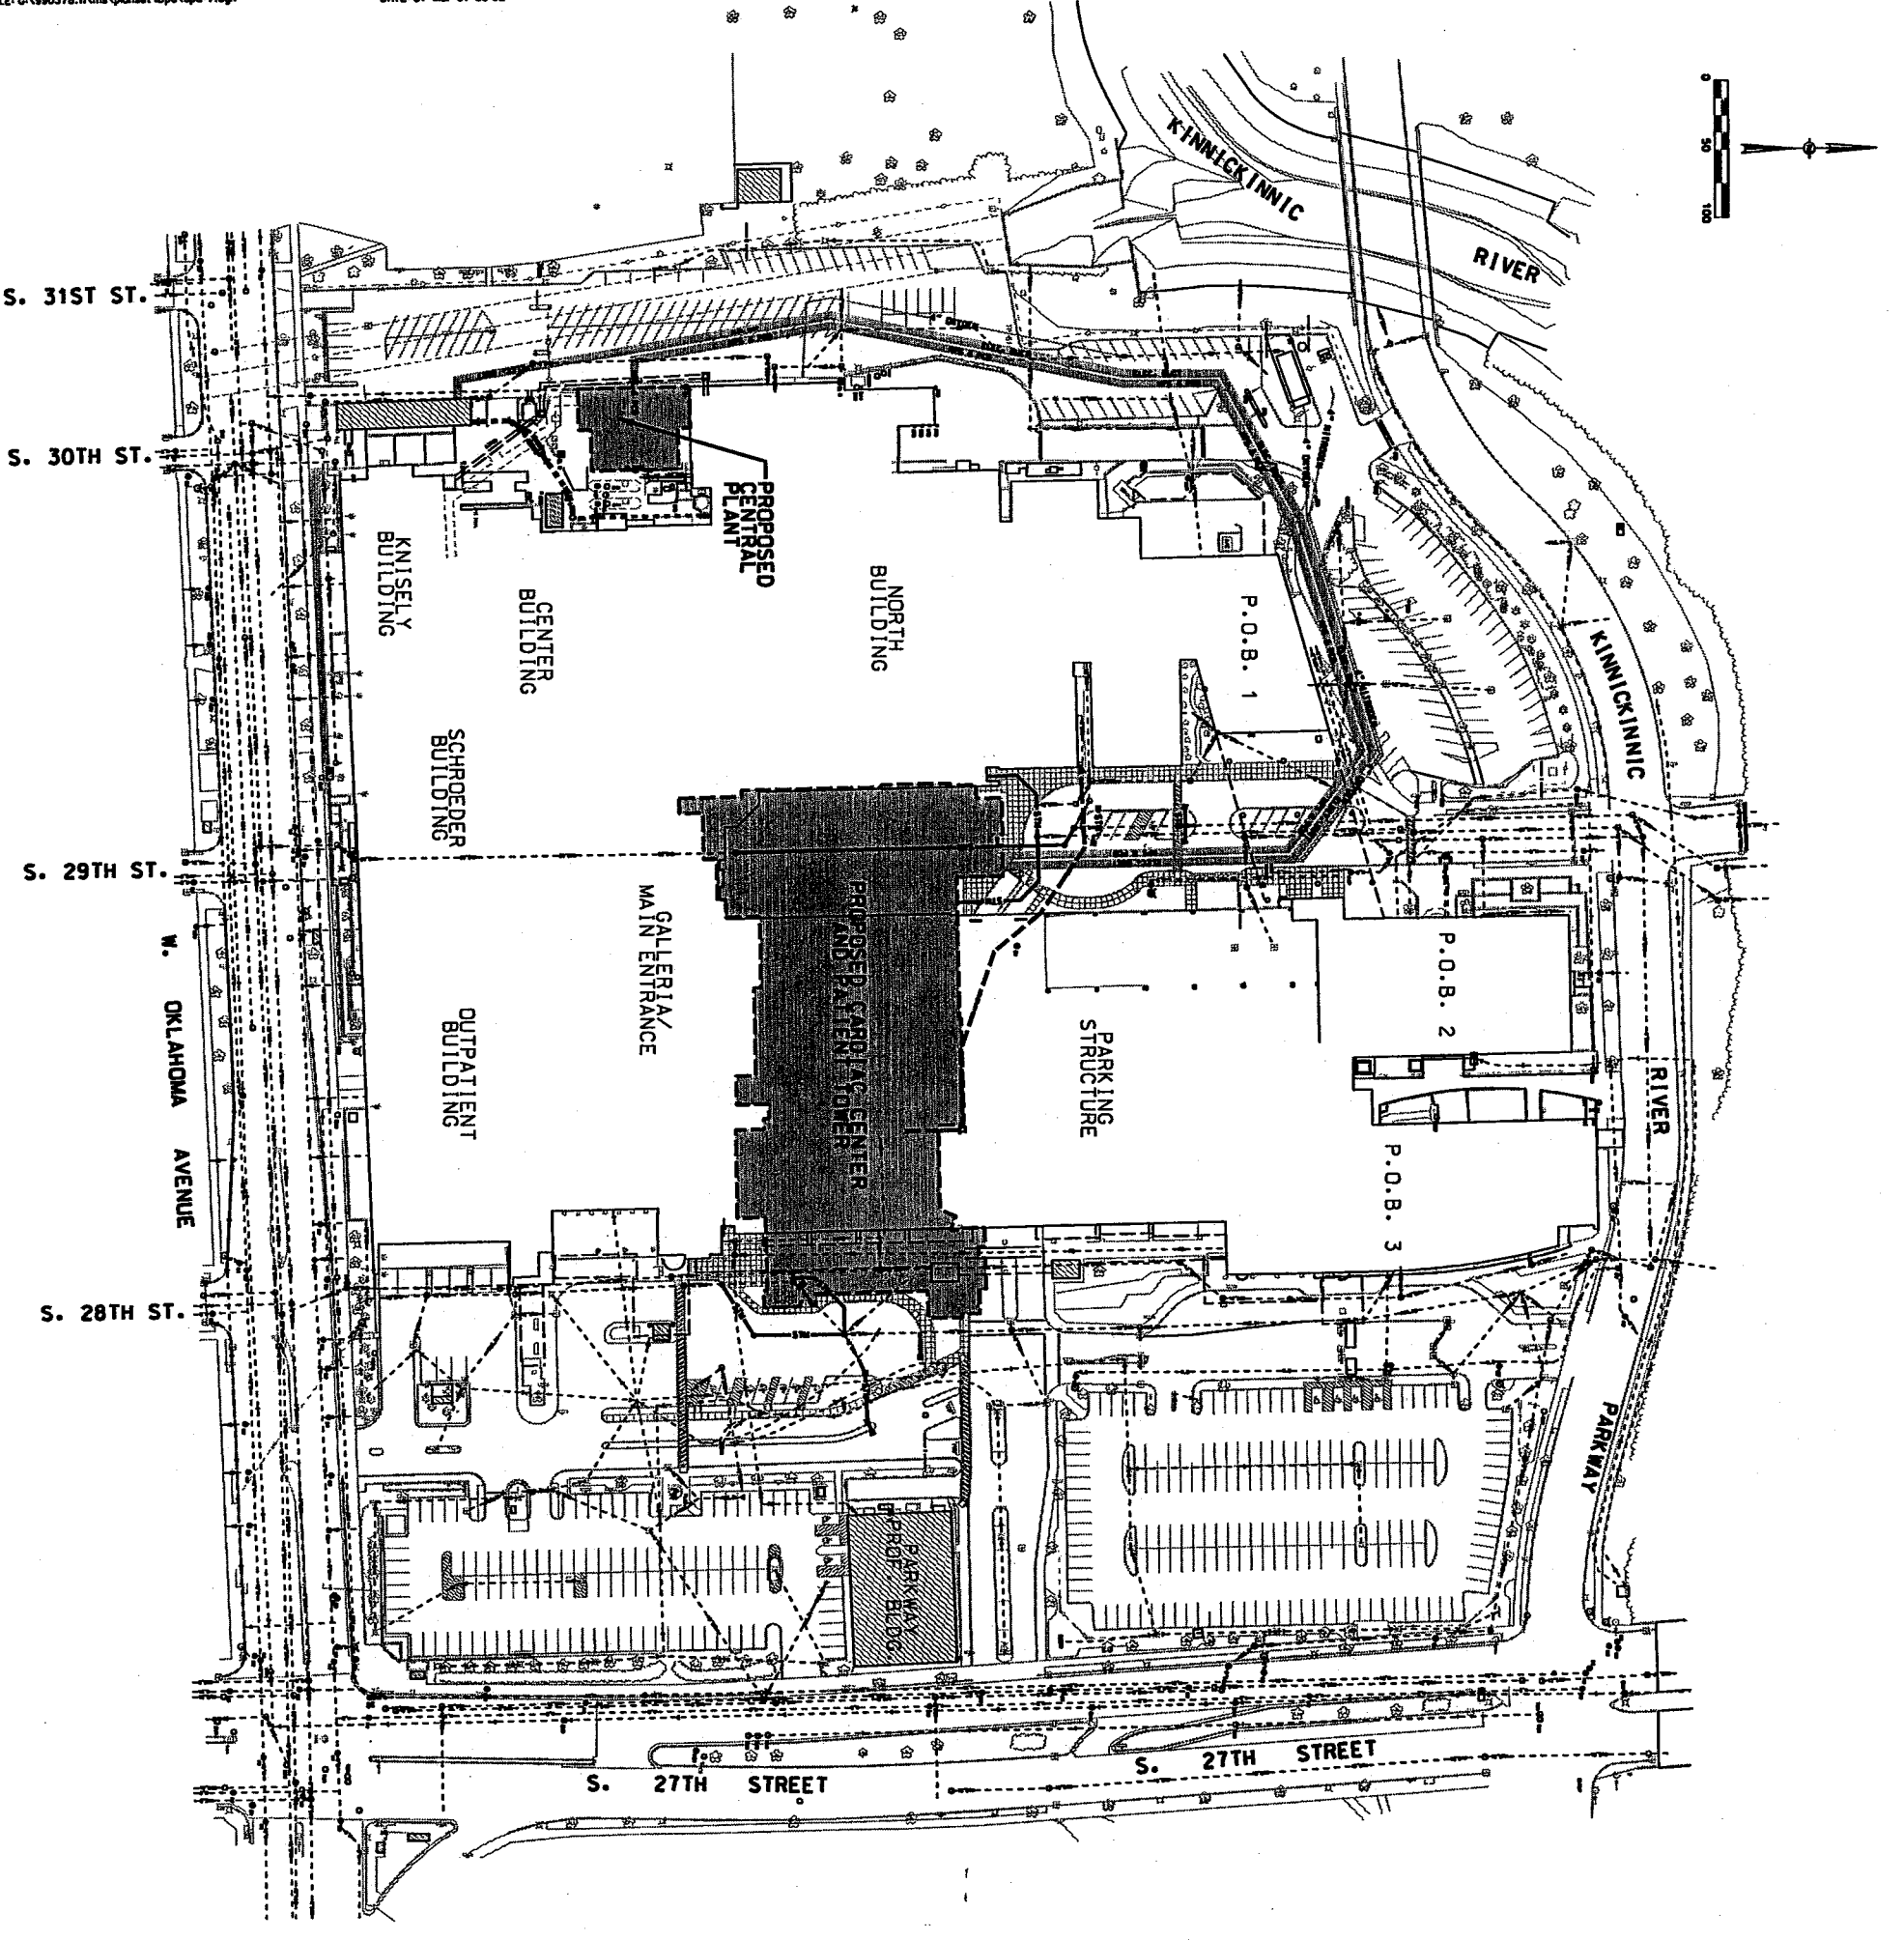 KINNICKINNIC
RIVER
0
50
100
S. 31ST ST.
S. 30TH ST.
PROPOSED
CENTRAL
PLANT
KNISELY
BUILDING
CENTER
BUILDING
NORTH
BUILDING
P.O.B. 1
KINNICKINNIC
SCHROEDER
BUILDING
S. 29TH ST.
GALLERIA/
MAIN ENTRANCE
PROPOSED CARDIAC CENTER
AND PATIENT TOWER
P.O.B. 2
W. OKLAHOMA AVENUE
OUTPATIENT
BUILDING
PARKING
STRUCTURE
RIVER
P.O.B. 3
S. 28TH ST.
PARKWAY
PARKWAY
PROF. BLDG.
S. 27TH STREET
S. 27TH STREET